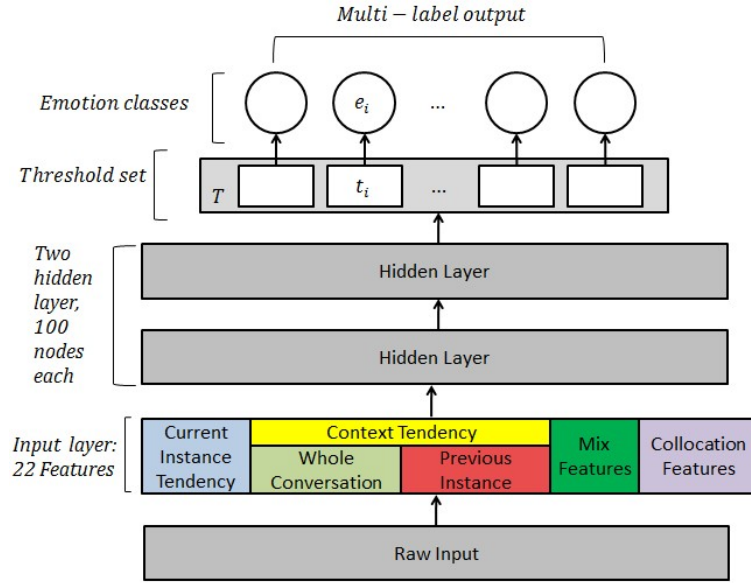 Multi − label output
Emotion classes
e_i
...
Threshold set
T
t_i
...
Two
hidden
layer,
100
nodes
each
Hidden Layer
Hidden Layer
Input layer:
22 Features
Current
Instance
Tendency
Context Tendency
Whole
Conversation
Previous
Instance
Mix
Features
Collocation
Features
Raw Input